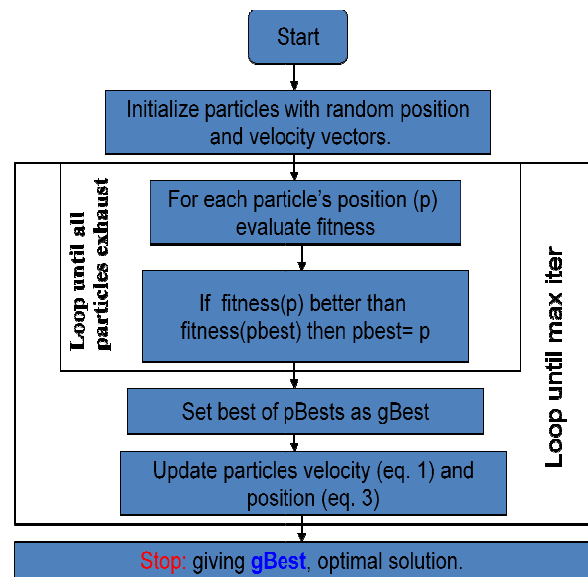 Start
Initialize particles with random position
and velocity vectors.
For each particle's position (p)
evaluate fitness
If fitness(p) better than
fitness(pbest) then pbest= p
Loop until all
particles exhaust
Set best of pBests as gBest
Update particles velocity (eq. 1) and
position (eq. 3)
Loop until max iter
Stop: giving gBest, optimal solution.